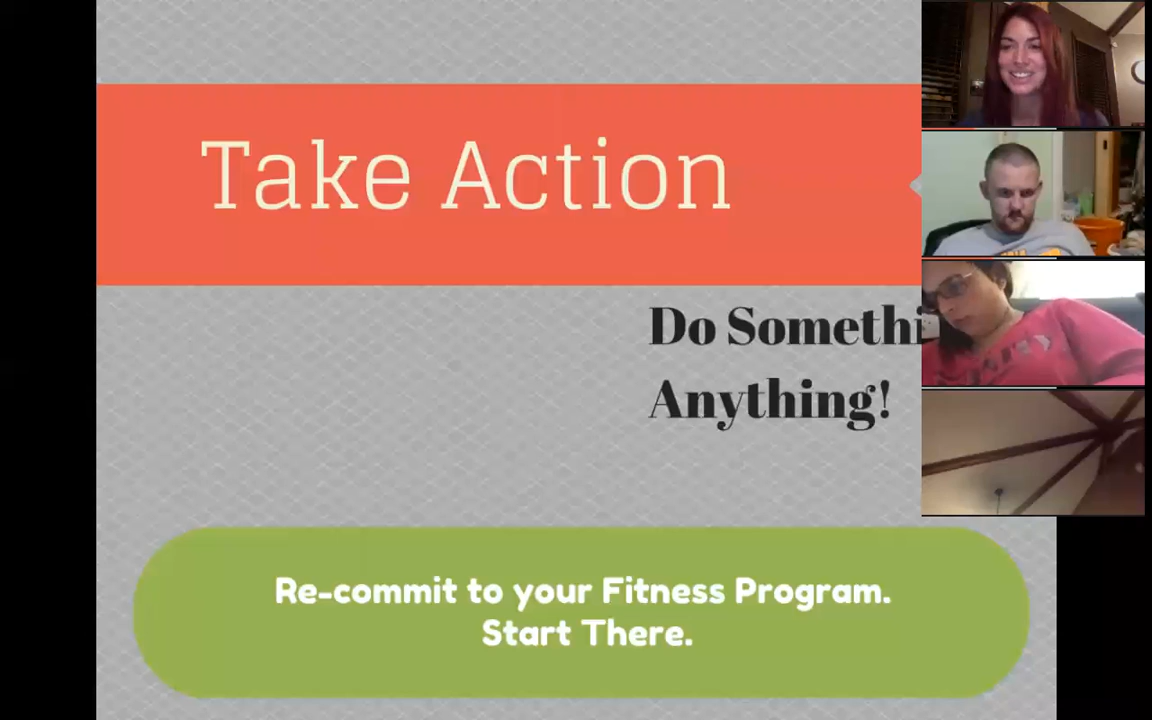 Take Action
Do Somethi
Anything!
Re-commit to your Fitness Program.
Start There.